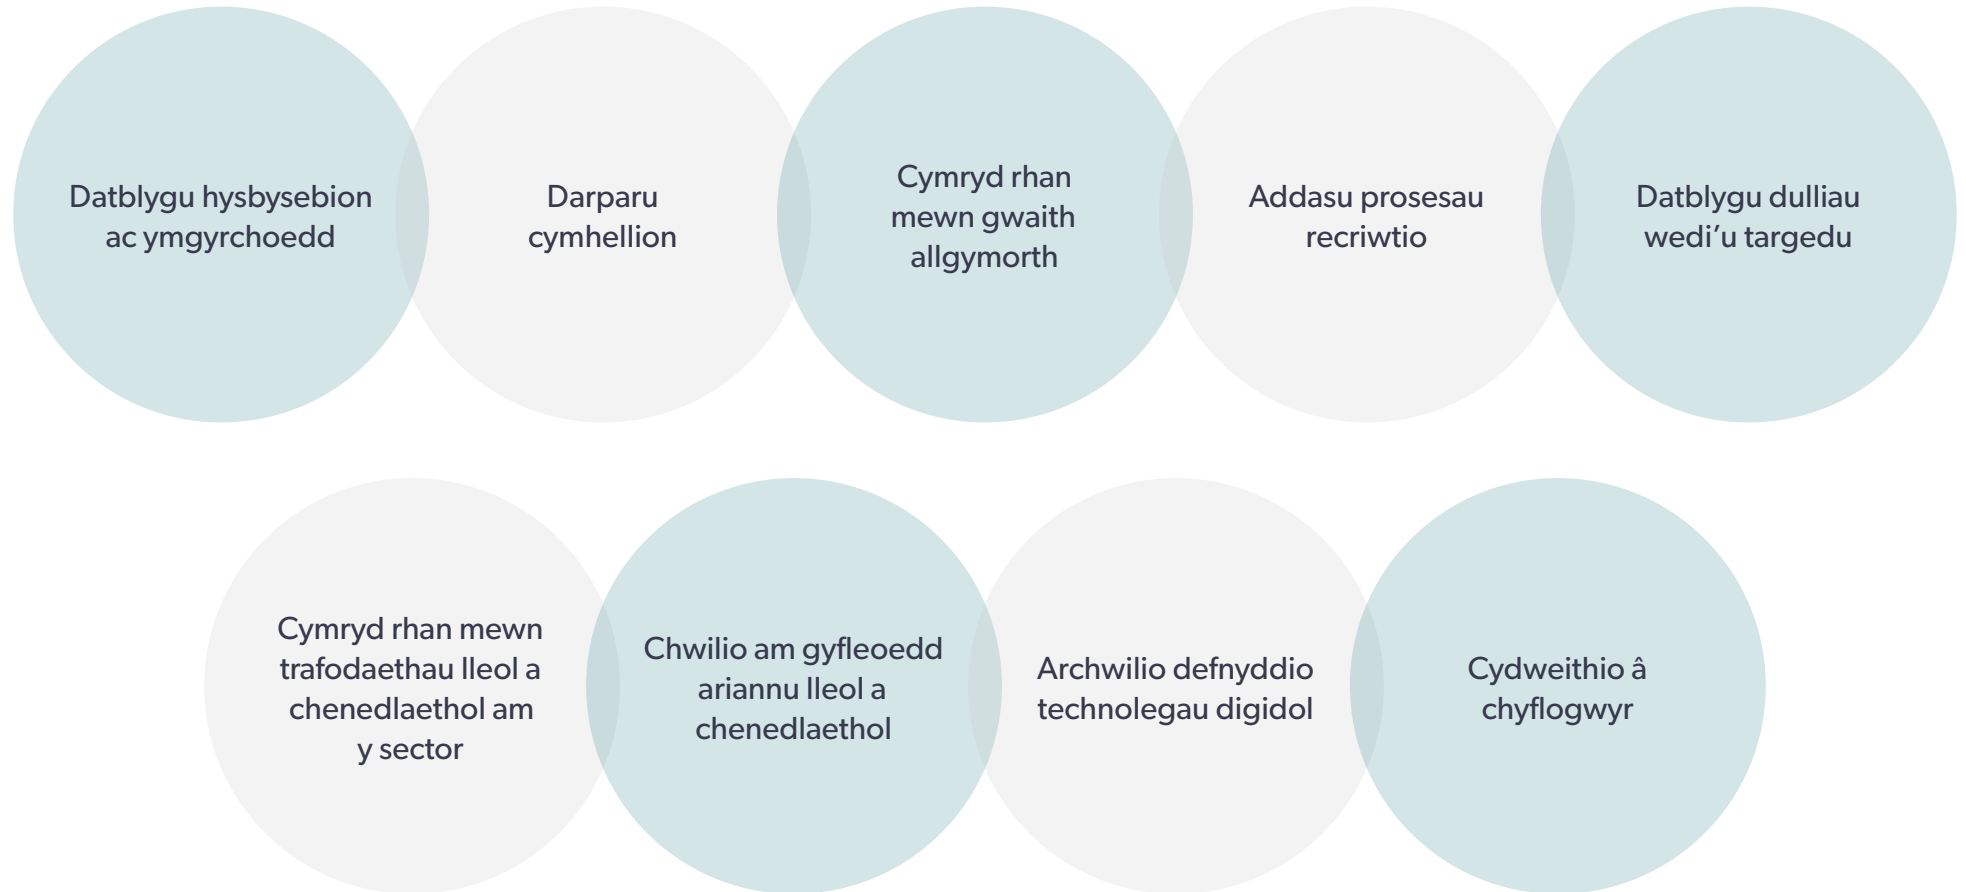 Datblygu hysbysebion
ac ymgyrchoedd
Darparu
cymhellion
Cymryd rhan
mewn gwaith
allgymorth
Addasu prosesau
recriwtio
Datblygu dulliau
wedi’u targedu
Cymryd rhan mewn
trafodaethau lleol a
chenedlaethol am
y sector
Chwilio am gyfleoedd
ariannu lleol a
chenedlaethol
Archwilio defnyddio
technolegau digidol
Cydweithio â
chyflogwyr